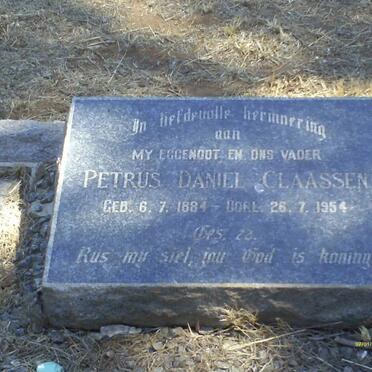 In liefdevolle herinnering
aan
MY EGGENOOT EN ONS VADER
PETRUS DANIEL CLAASSEN
GEB. 6. 7. 1884 - OORL. 26. 7. 1954
Ges. 23.
Rus my siel, jou God is koning